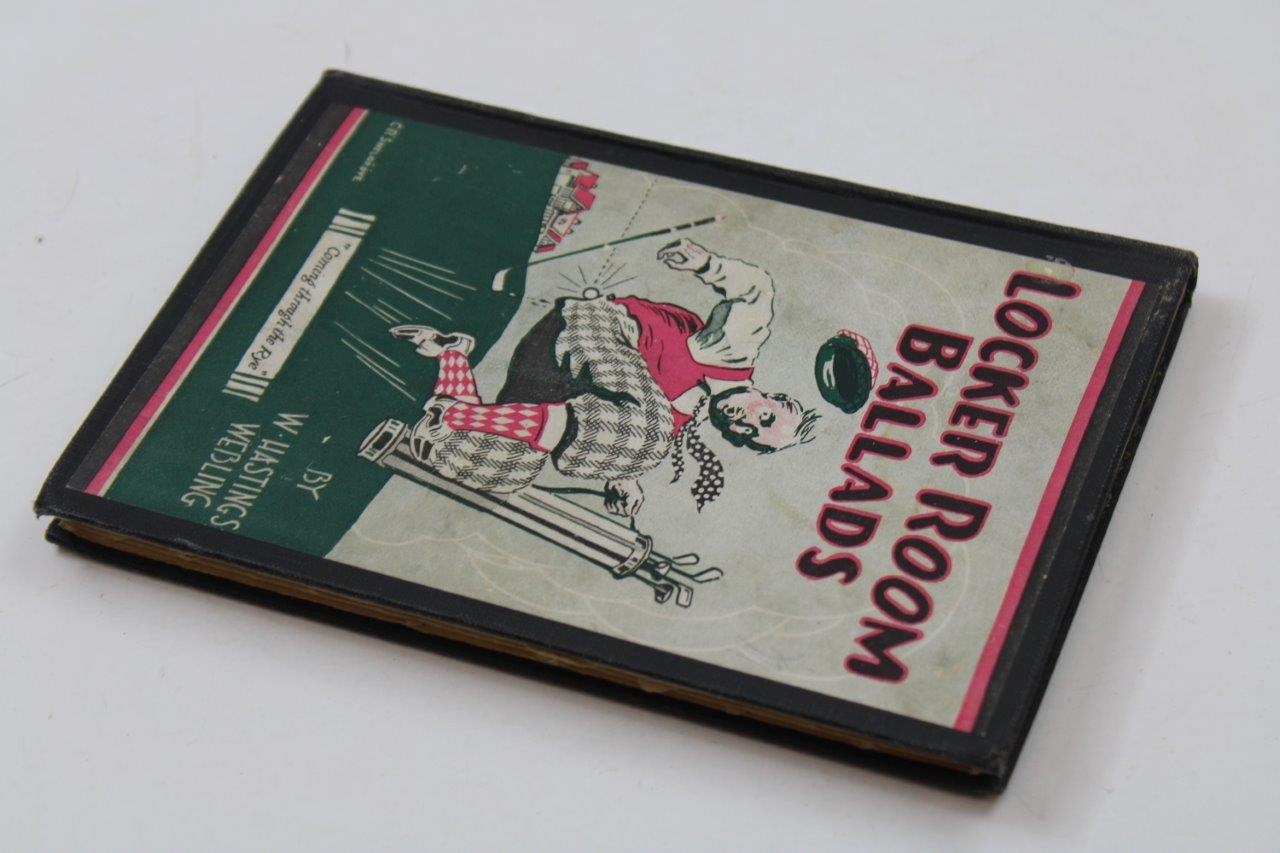 LOCKER ROOM
BALLADS
BY
W·HASTINGS
WEBLING
"Coming through the Rye"